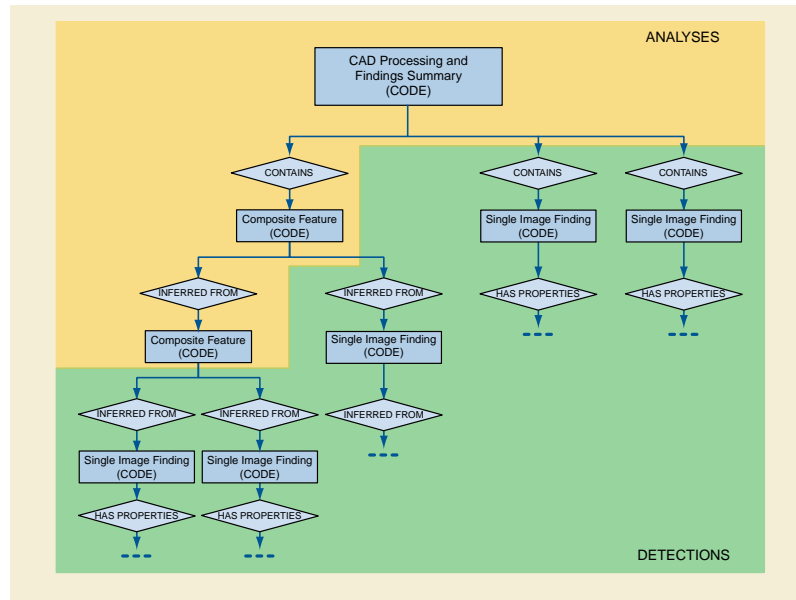 ANALYSES
CAD Processing and
Findings Summary
(CODE)
CONTAINS
CONTAINS
CONTAINS
Composite Feature
(CODE)
Single Image Finding
(CODE)
Single Image Finding
(CODE)
INFERRED FROM
INFERRED FROM
HAS PROPERTIES
HAS PROPERTIES
Composite Feature
(CODE)
Single Image Finding
(CODE)
INFERRED FROM
INFERRED FROM
INFERRED FROM
Single Image Finding
(CODE)
Single Image Finding
(CODE)
HAS PROPERTIES
HAS PROPERTIES
DETECTIONS